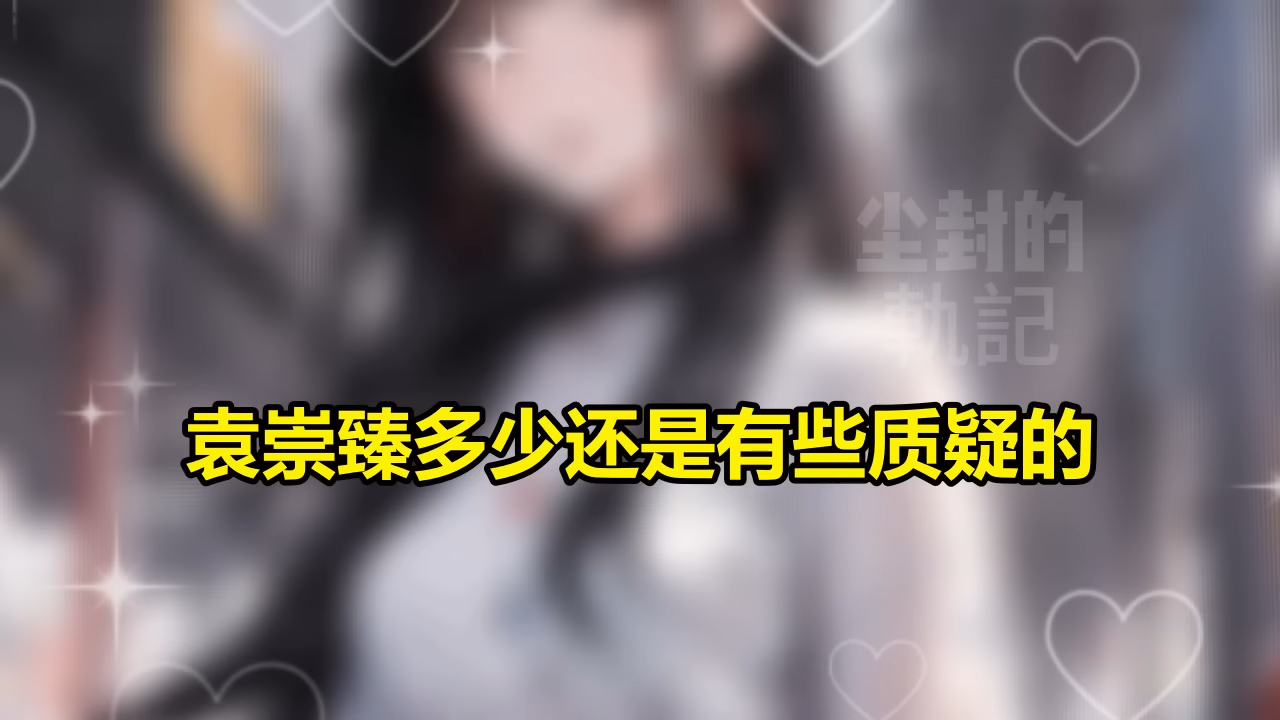 尘封的
執記
袁崇臻多少还是有些质疑的